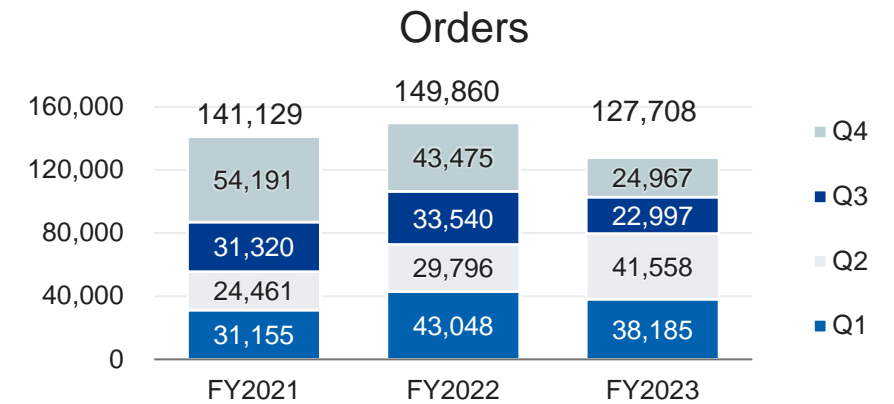 Orders
160,000
120,000
80,000
40,000
0
141,129
149,860
127,708
54,191
43,475
24,967
31,320
33,540
22,997
24,461
29,796
41,558
31,155
43,048
38,185
FY2021
FY2022
FY2023
Q4
Q3
Q2
Q1